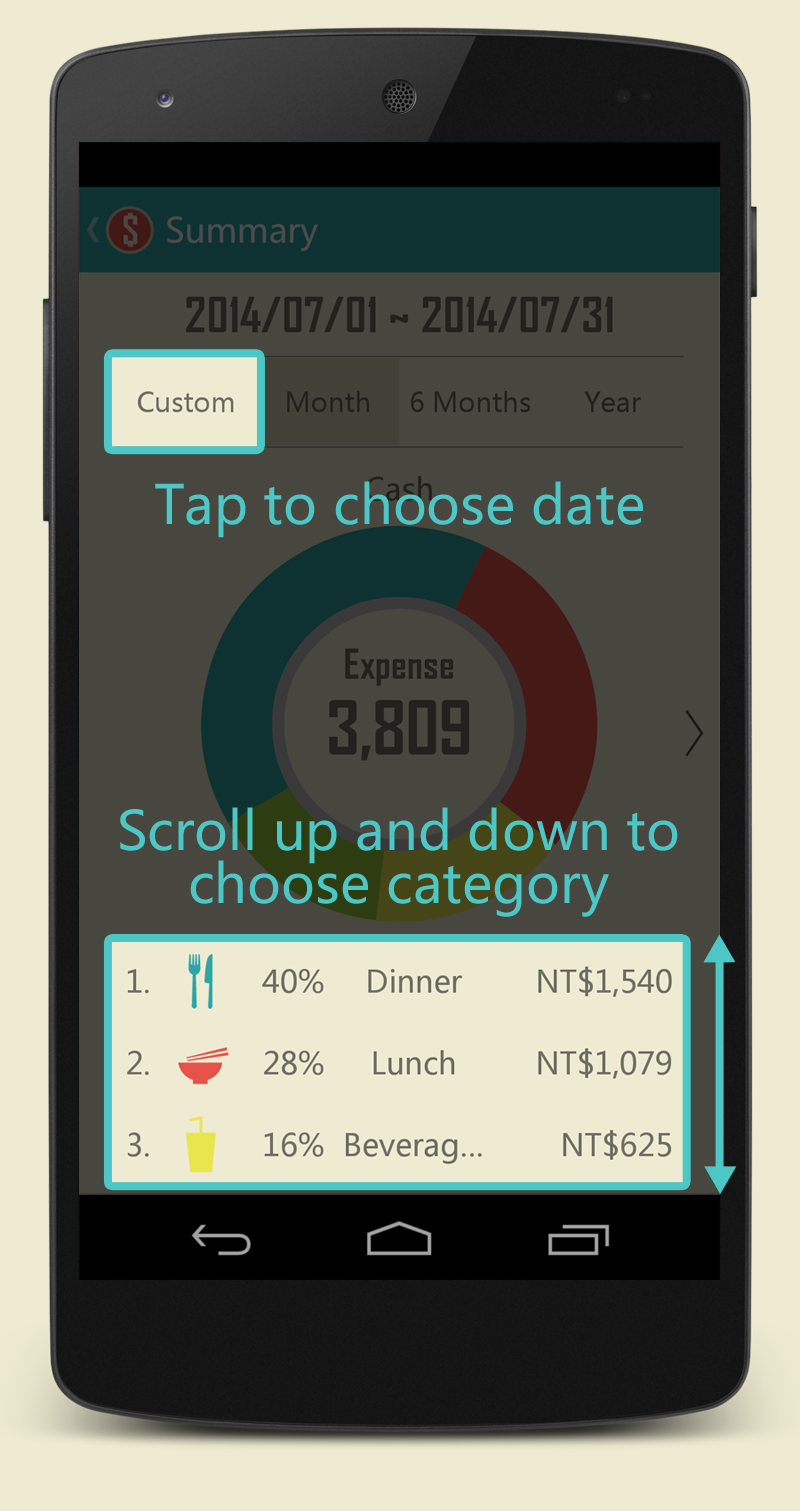 Summary
2014/07/01 ~ 2014/07/31
Custom Month 6 Months Year
Cash
Tap to choose date
Expense
3,809
Scroll up and down to
choose category
1. 40% Dinner NT$1,540
2. 28% Lunch NT$1,079
3. 16% Beverag... NT$625